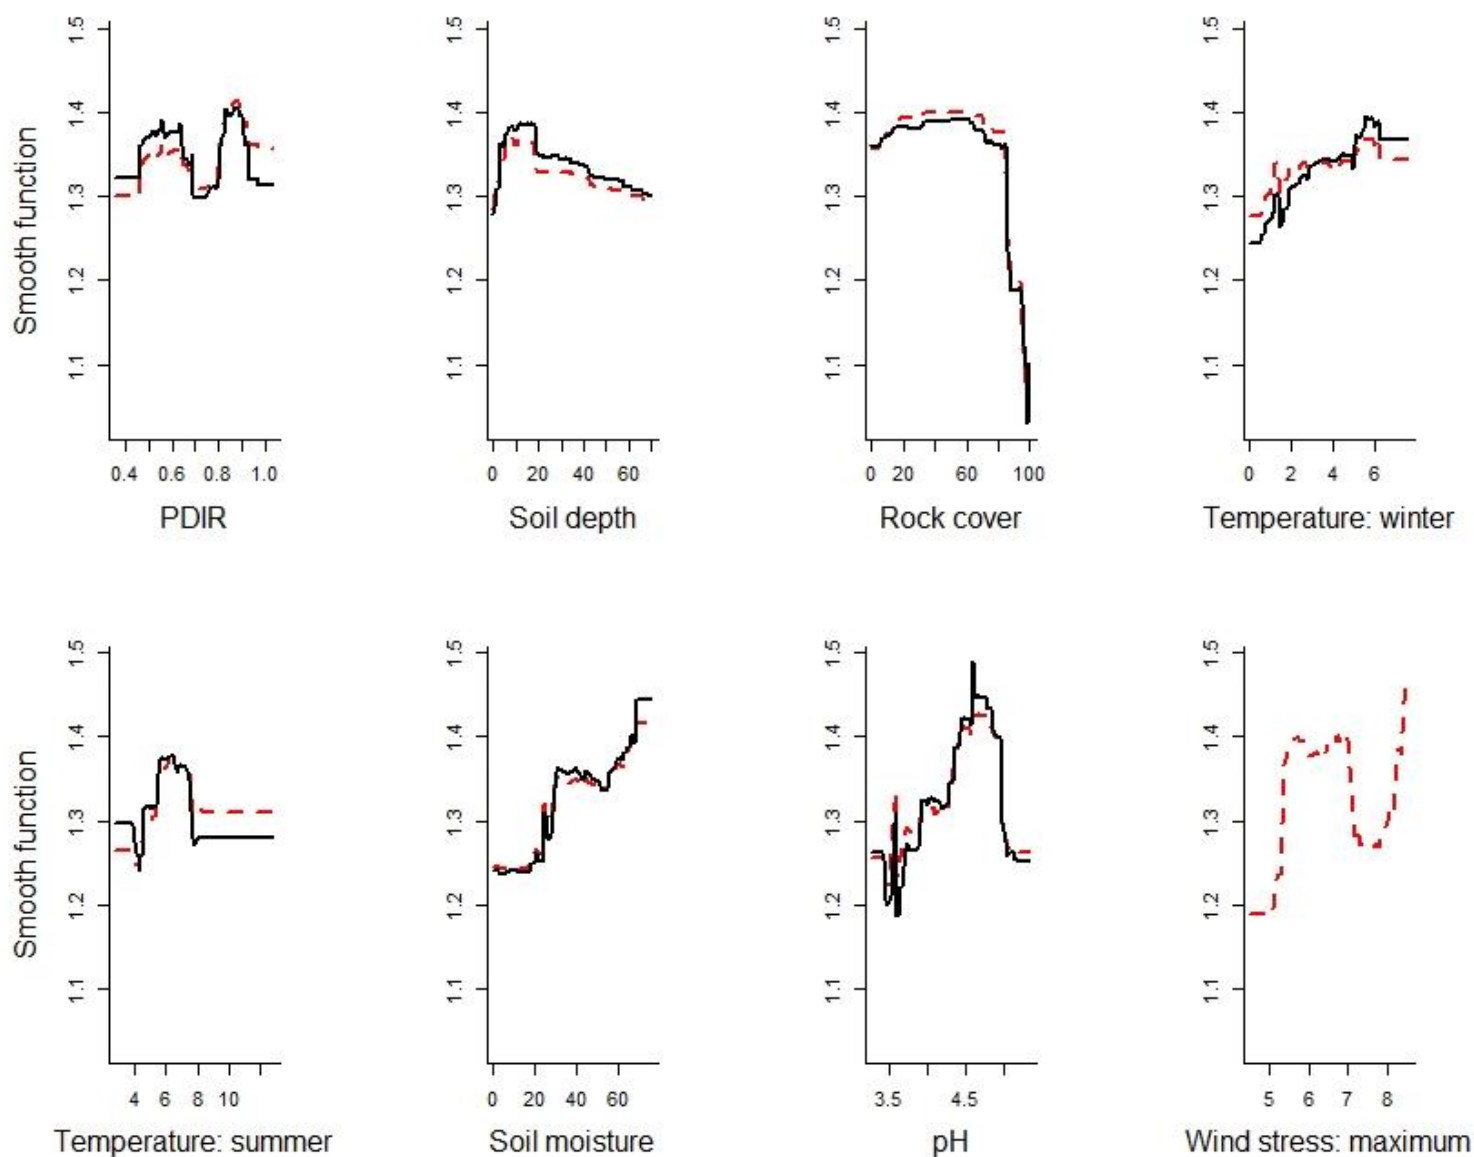 1.5 1.5 1.5 1.5
1.4 1.4 1.4 1.4
1.3 1.3 1.3 1.3
1.2 1.2 1.2 1.2
1.1 1.1 1.1 1.1
Smooth function
0.4 0.6 0.8 1.0
0 20 40 60
0 20 60 100
0 2 4 6
PDIR
Soil depth
Rock cover
Temperature: winter
1.5 1.5 1.5 1.5
1.4 1.4 1.4 1.4
1.3 1.3 1.3 1.3
1.2 1.2 1.2 1.2
1.1 1.1 1.1 1.1
Smooth function
4 6 8 10
0 20 40 60
3.5 4.5
5 6 7 8
Temperature: summer
Soil moisture
pH
Wind stress: maximum